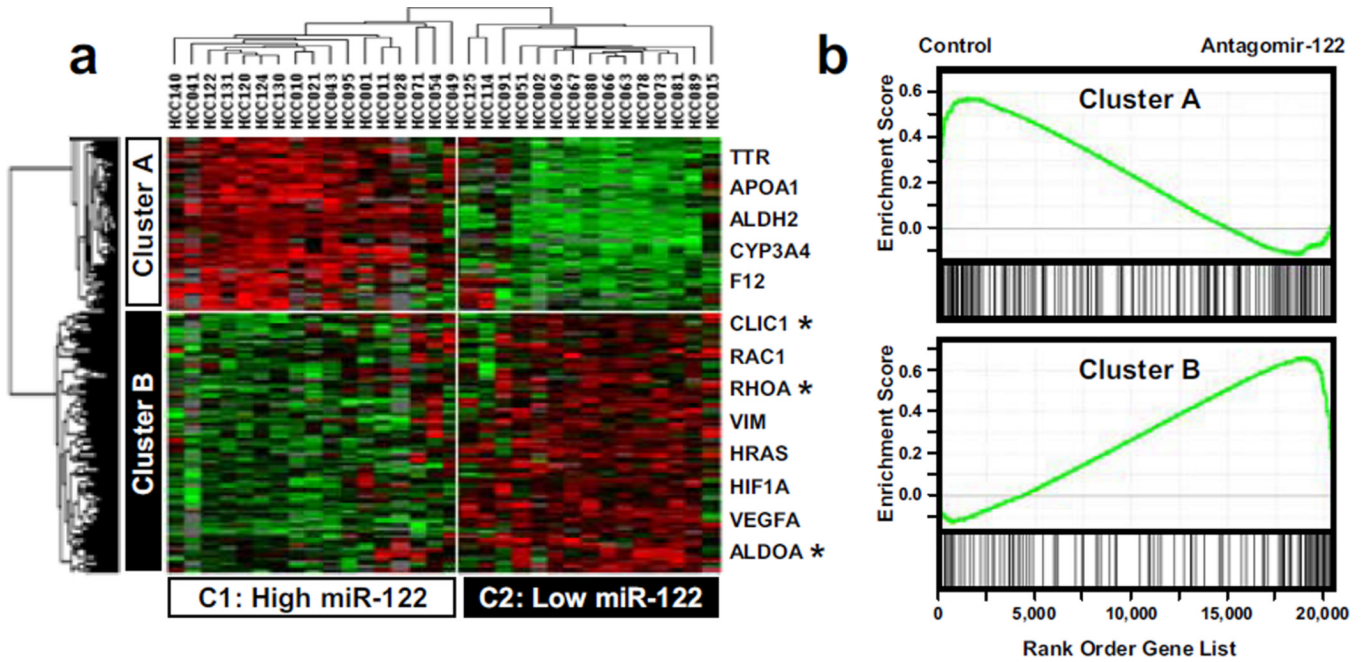 a
HCC140
HCC041
HCC122
HCC131
HCC120
HCC124
HCC130
HCC010
HCC021
HCC043
HCC095
HCC001
HCC011
HCC028
HCC071
HCC054
HCC049
HCC125
HCC114
HCC091
HCC051
HCC002
HCC069
HCC067
HCC080
HCC066
HCC063
HCC078
HCC073
HCC081
HCC089
HCC015
Cluster A
Cluster B
TTR
APOA1
ALDH2
CYP3A4
F12
CLIC1 *
RAC1
RHOA *
VIM
HRAS
HIF1A
VEGFA
ALDOA *
C1: High miR-122
C2: Low miR-122
b
Control
Antagomir-122
Cluster A
Enrichment Score
0.6
0.4
0.2
0.0
Cluster B
Enrichment Score
0.6
0.4
0.2
0.0
0
5,000
10,000
15,000
20,000
Rank Order Gene List